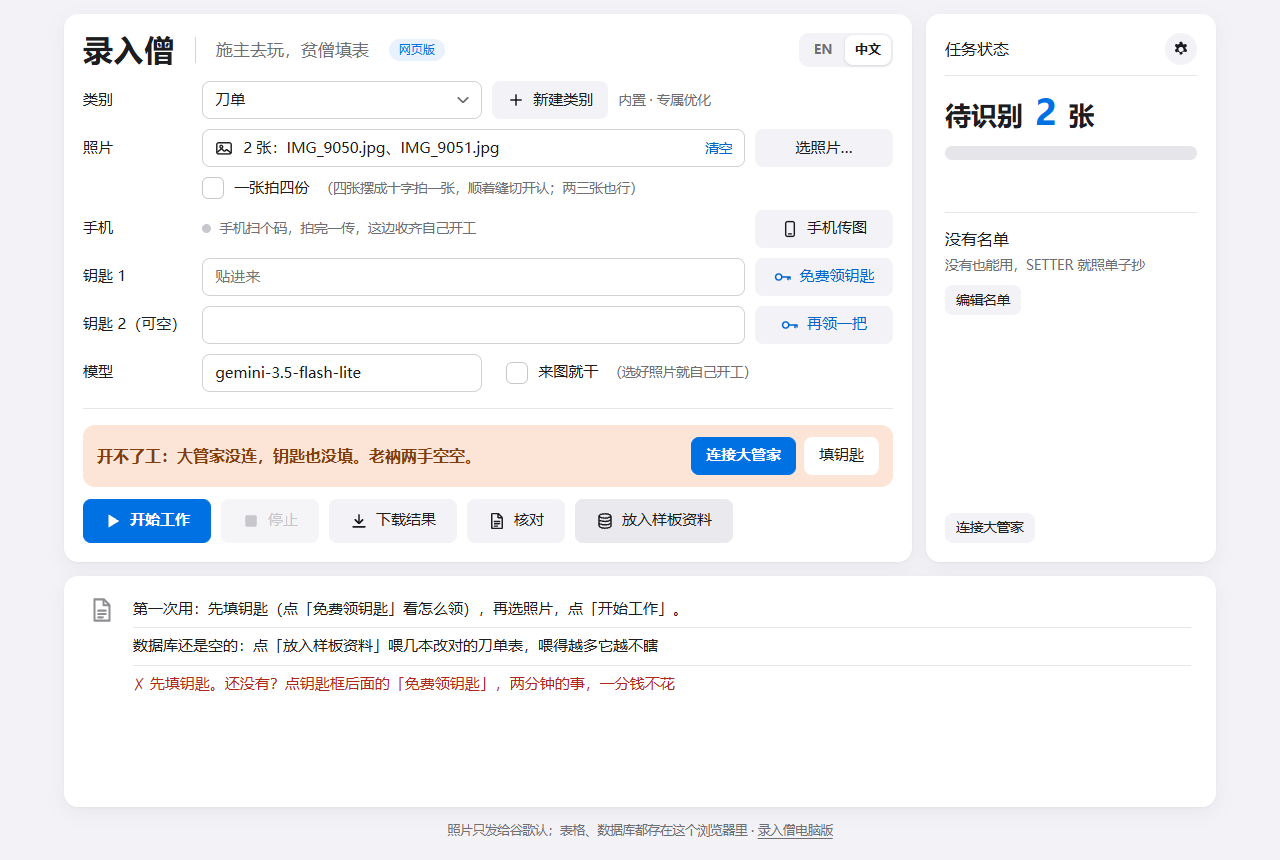 录入僧 施主去玩，贫僧填表 网页版 EN 中文
类别 刀单 新建类别 内置 · 专属优化
照片 2 张：IMG_9050.jpg、IMG_9051.jpg 清空 选照片...
一张拍四份 （四张摆成十字拍一张，顺着缝切开认；两三张也行）
手机 手机扫个码，拍完一传，这边收齐自己开工 手机传图
钥匙 1 贴进来 免费领钥匙
钥匙 2（可空） 再领一把
模型 gemini-3.5-flash-lite 来图就干 （选好照片就自己开工）
开不了工：大管家没连，钥匙也没填。老衲两手空空。 连接大管家 填钥匙
开始工作 停止 下载结果 核对 放入样板资料
任务状态
待识别 2 张
没有名单
没有也能用，SETTER 就照单子抄
编辑名单
连接大管家
第一次用：先填钥匙（点「免费领钥匙」看怎么领），再选照片，点「开始工作」。
数据库还是空的：点「放入样板资料」喂几本改对的刀单表，喂得越多它越不瞎
✗ 先填钥匙。还没有？点钥匙框后面的「免费领钥匙」，两分钟的事，一分钱不花
照片只发给谷歌认；表格、数据库都存在这个浏览器里 · 录入僧电脑版